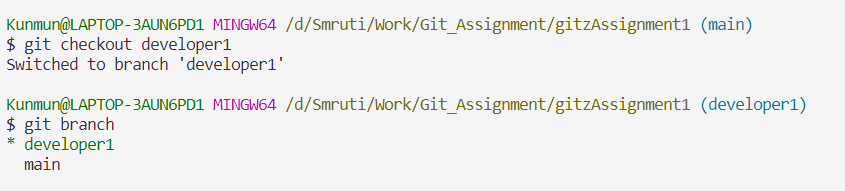 Kunmun@LAPTOP-3AUN6PD1 MINGW64 /d/Smruti/Work/Git_Assignment/gitzAssignment1 (main)
$ git checkout developer1
Switched to branch 'developer1'
Kunmun@LAPTOP-3AUN6PD1 MINGW64 /d/Smruti/Work/Git_Assignment/gitzAssignment1 (developer1)
$ git branch
* developer1
  main